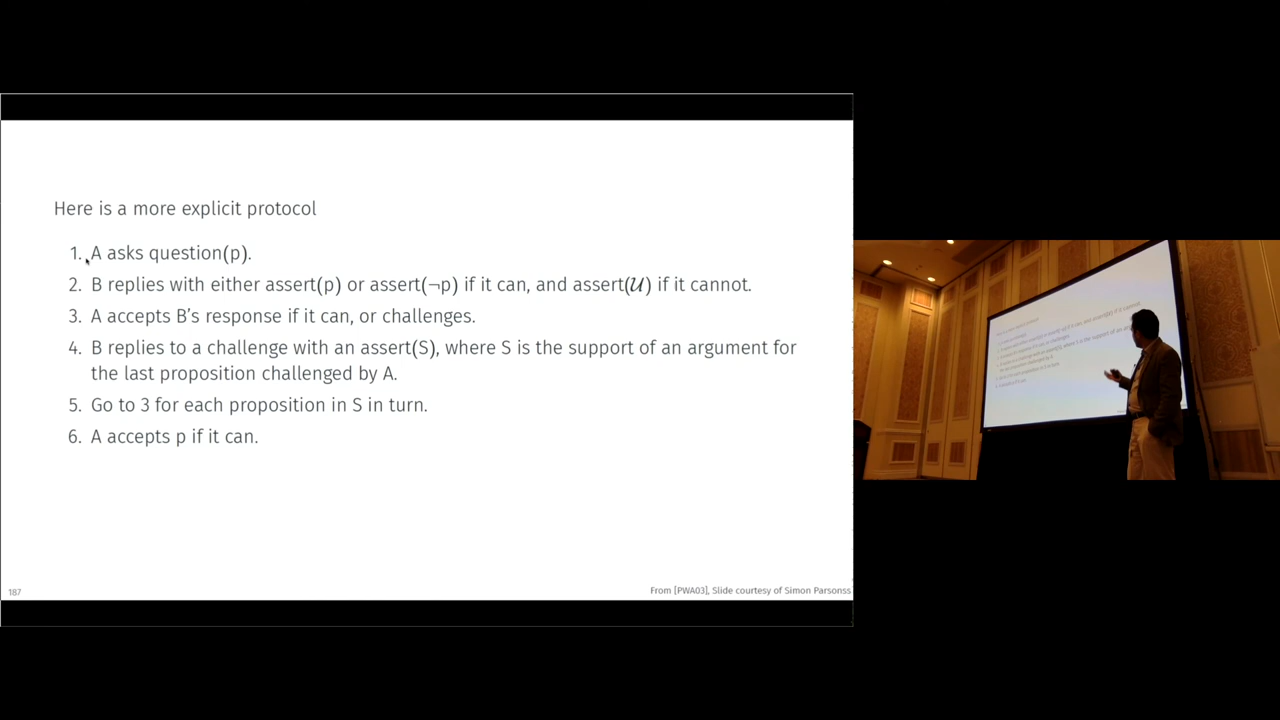 Here is a more explicit protocol
1. A asks question(p).
2. B replies with either assert(p) or assert(¬p) if it can, and assert(𝒰) if it cannot.
3. A accepts B's response if it can, or challenges.
4. B replies to a challenge with an assert(S), where S is the support of an argument for
the last proposition challenged by A.
5. Go to 3 for each proposition in S in turn.
6. A accepts p if it can.
187
From [PWA03], Slide courtesy of Simon Parsonss